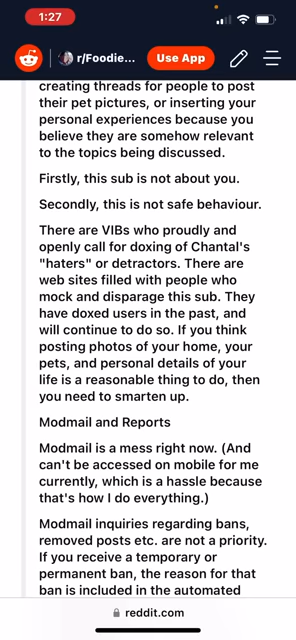 1:27
r/Foodie...
Use App
creating threads for people to post
their pet pictures, or inserting your
personal experiences because you
believe they are somehow relevant
to the topics being discussed.
Firstly, this sub is not about you.
Secondly, this is not safe behaviour.
There are VIBs who proudly and
openly call for doxing of Chantal's
"haters" or detractors. There are
web sites filled with people who
mock and disparage this sub. They
have doxed users in the past, and
will continue to do so. If you think
posting photos of your home, your
pets, and personal details of your
life is a reasonable thing to do, then
you need to smarten up.
Modmail and Reports
Modmail is a mess right now. (And
can't be accessed on mobile for me
currently, which is a hassle because
that's how I do everything.)
Modmail inquiries regarding bans,
removed posts etc. are not a priority.
If you receive a temporary or
permanent ban, the reason for that
ban is included in the automated
reddit.com